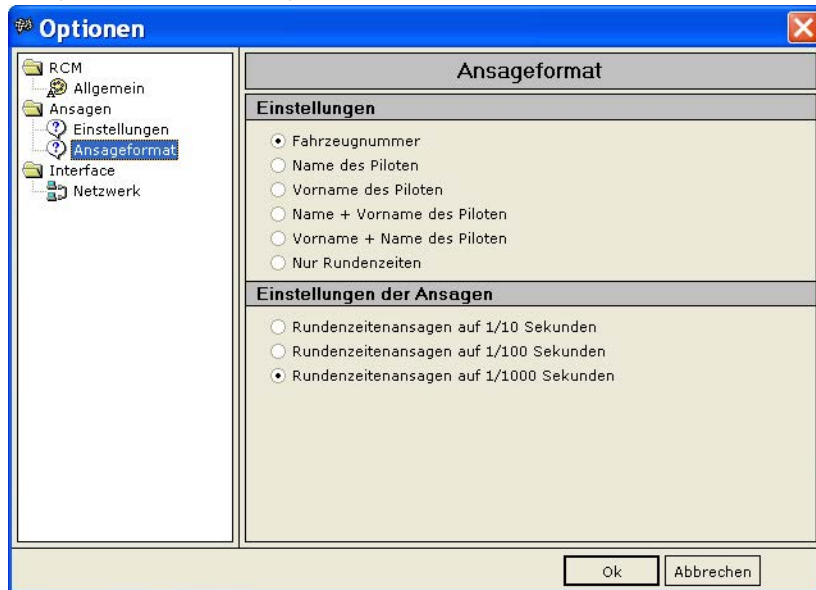 Optionen
RCM
Allgemein
Ansagen
Einstellungen
Ansageformat
Interface
Netzwerk
Ansageformat
Einstellungen
Fahrzeugnummer
Name des Piloten
Vorname des Piloten
Name + Vorname des Piloten
Vorname + Name des Piloten
Nur Rundenzeiten
Einstellungen der Ansagen
Rundenzeitenansagen auf 1/10 Sekunden
Rundenzeitenansagen auf 1/100 Sekunden
Rundenzeitenansagen auf 1/1000 Sekunden
Ok
Abbrechen